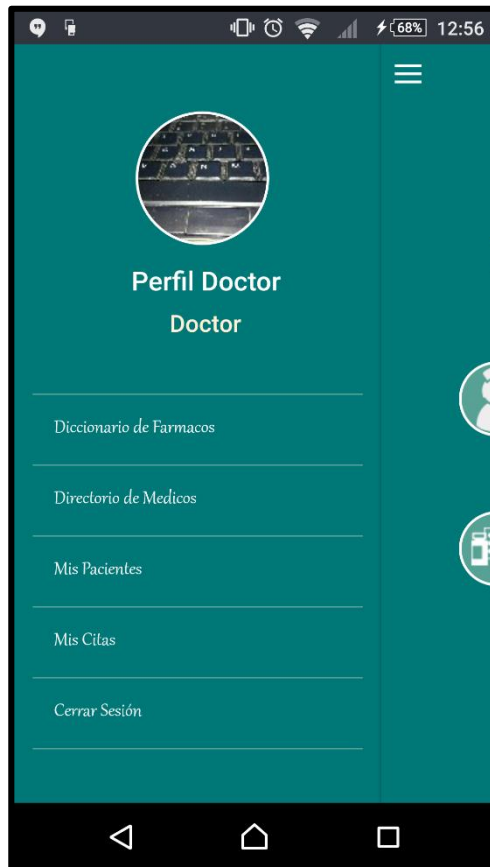 68% 12:56
Perfil Doctor
Doctor
Diccionario de Farmacos
Directorio de Medicos
Mis Pacientes
Mis Citas
Cerrar Sesión